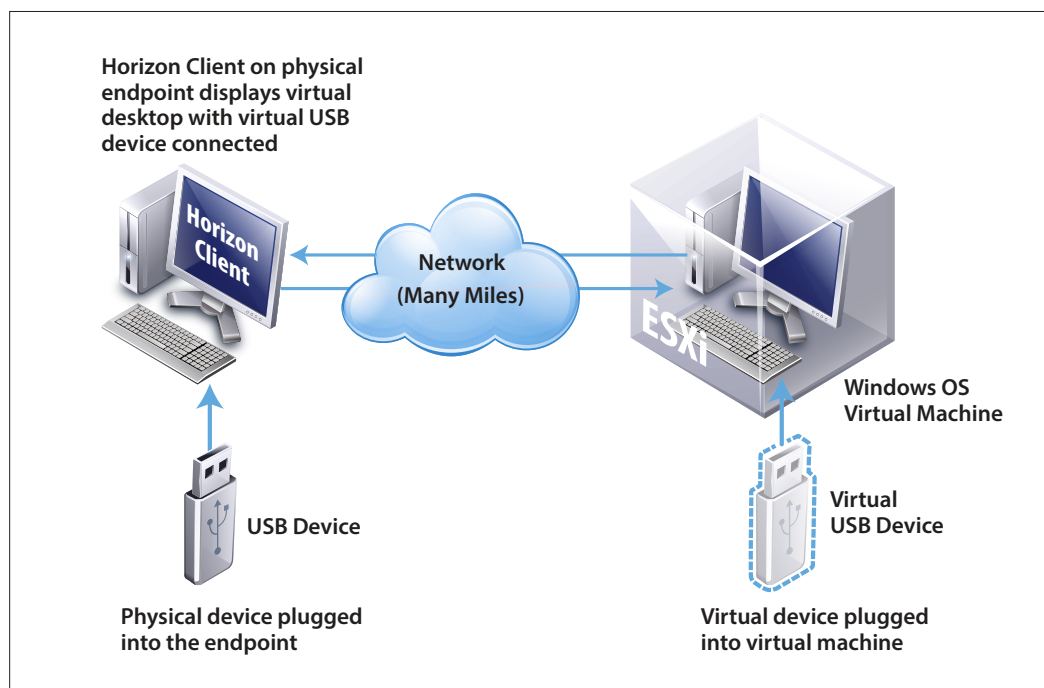 Horizon Client on physical
endpoint displays virtual
desktop with virtual USB
device connected
Horizon
Client
Network
(Many Miles)
ESXi
Windows OS
Virtual Machine
USB Device
Virtual
USB Device
Physical device plugged
into the endpoint
Virtual device plugged
into virtual machine